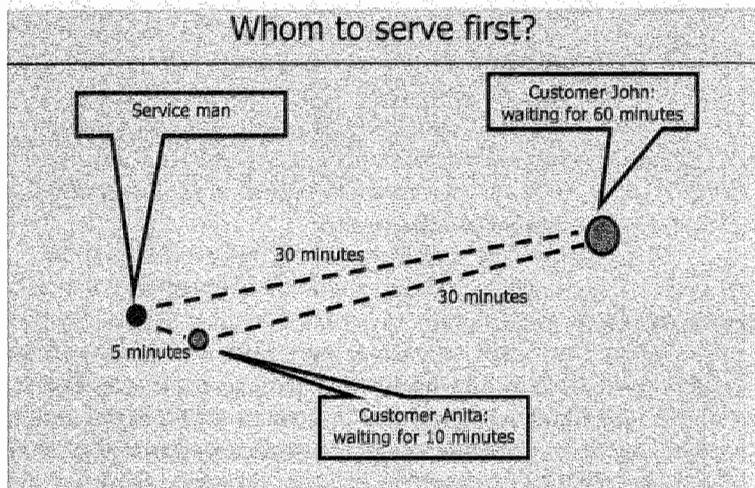 Whom to serve first?
Service man
Customer John:
waiting for 60 minutes
30 minutes
30 minutes
5 minutes
Customer Anita:
waiting for 10 minutes